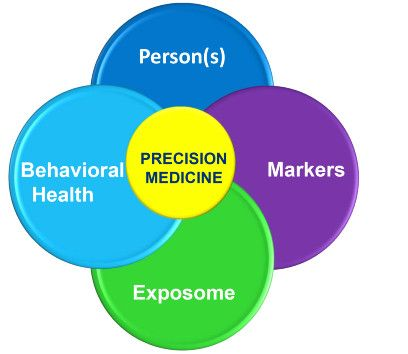 Person(s)
Behavioral
Health
PRECISION
MEDICINE
Markers
Exposome